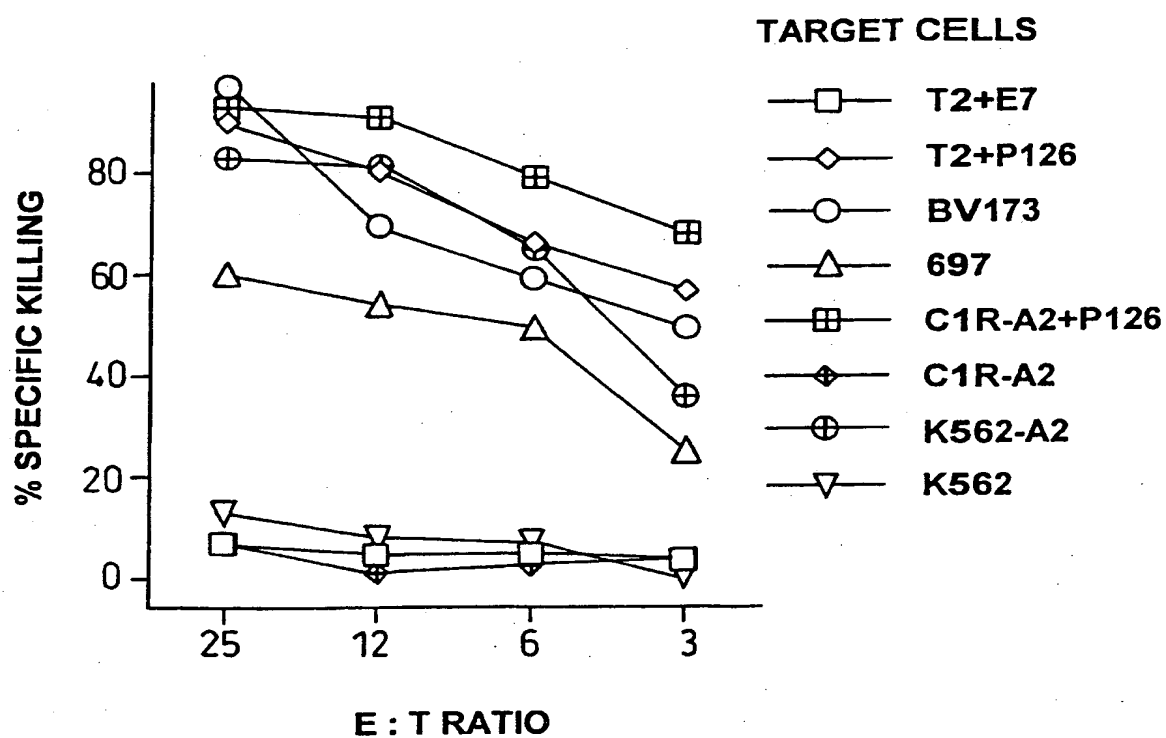 TARGET CELLS
T2+E7
T2+P126
BV173
697
C1R-A2+P126
C1R-A2
K562-A2
K562
% SPECIFIC KILLING
80
60
40
20
0
25 12 6 3
E : T RATIO